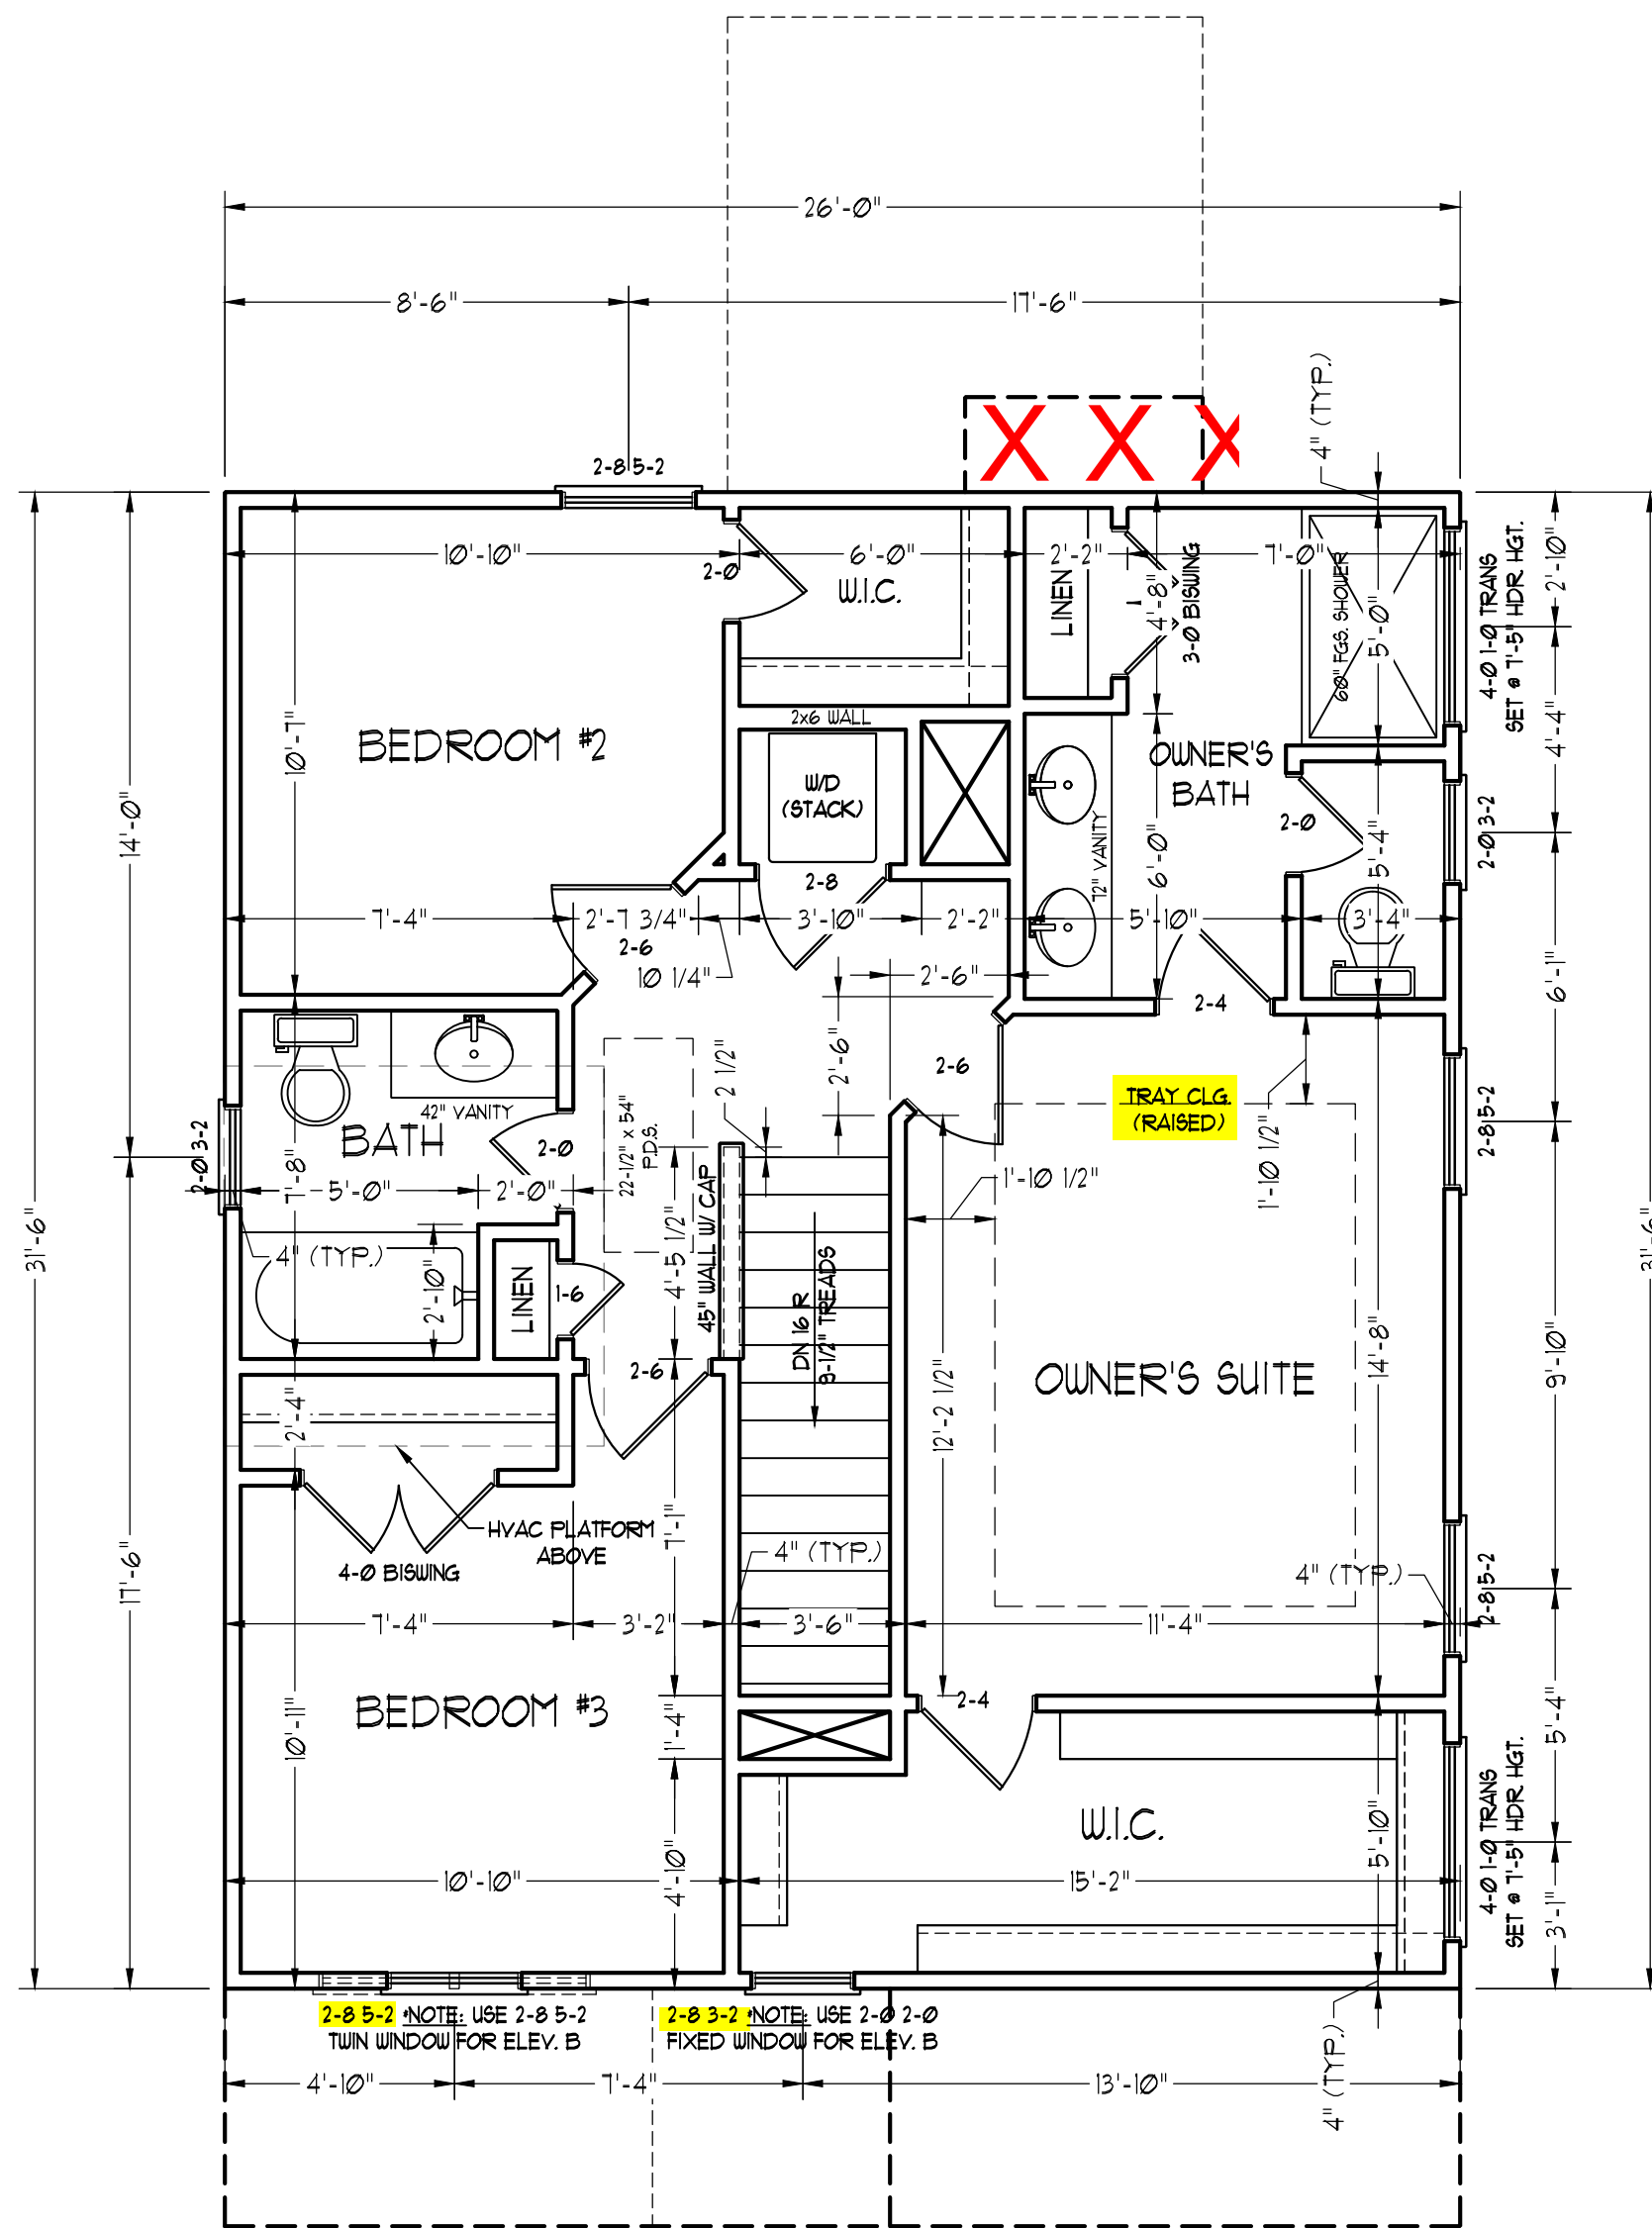 26'-0"
8'-6"
17'-6"
X X X
4" (TYP.)
2-8 5-2
10'-10"
6'-0"
2'-2"
7'-0"
2-0
W.I.C.
LINEN
4'-8"
3-0 BISWING
60" FGS. SHOWER
5'-0"
4-0 1-0 TRANS
SET @ 7'-5" HDR HGT.
2'-10"
4'-4"
10'-7"
BEDROOM #2
2x6 WALL
W/D
(STACK)
OWNER'S
BATH
72" VANITY
6'-0"
2-0
5'-4"
2-0 3-2
14'-0"
2-8
7'-4"
2'-7 3/4"
3'-10"
2'-2"
5'-10"
3'-4"
2-6
10 1/4"
2'-6"
2-4
6'-1"
2'-6"
2-6
2 1/2"
42" VANITY
BATH
2-0
22-1/2" x 54"
P.D.S.
TRAY CLG.
(RAISED)
1'-10 1/2"
2-8 5-2
2-0 3-2
7'-8"
5'-0"
2'-0"
1'-10 1/2"
4" (TYP.)
2'-10"
LINEN
1-6
4'-5 1/2"
45" WALL W/ CAP
DN 16 R
9-1/2" TREADS
31'-6"
31'-6"
2-6
12'-2 1/2"
OWNER'S SUITE
14'-8"
9'-10"
2'-4"
HVAC PLATFORM
ABOVE
4-0 BISWING
7'-1"
4" (TYP.)
4" (TYP.)
2-8 5-2
17'-6"
7'-4"
3'-2"
3'-6"
11'-4"
2-4
BEDROOM #3
10'-11"
1'-4"
5'-4"
4-0 1-0 TRANS
SET @ 7'-5" HDR HGT.
W.I.C.
5'-10"
10'-10"
4'-10"
15'-2"
3'-1"
2-8 5-2 *NOTE: USE 2-8 5-2
TWIN WINDOW FOR ELEV. B
2-8 3-2 *NOTE: USE 2-0 2-0
FIXED WINDOW FOR ELEV. B
4'-10"
7'-4"
13'-10"
4" (TYP.)